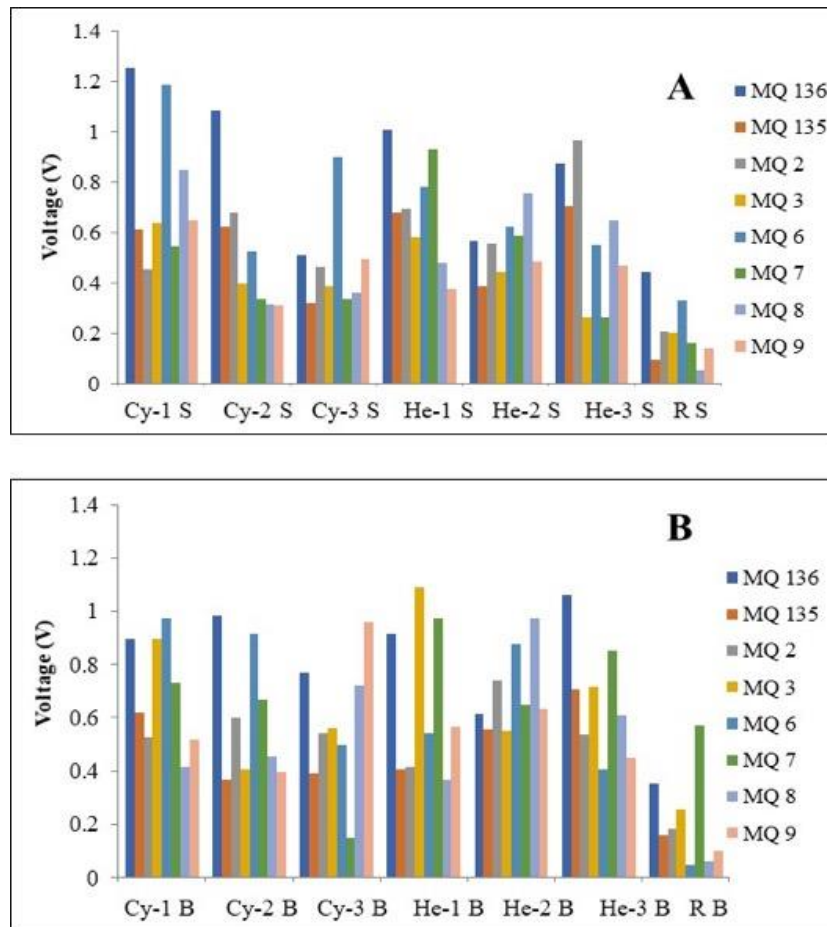 A
1.4
1.2
1
0.8
0.6
0.4
0.2
0
Voltage (V)
Cy-1 S Cy-2 S Cy-3 S He-1 S He-2 S He-3 S R S
MQ 136
MQ 135
MQ 2
MQ 3
MQ 6
MQ 7
MQ 8
MQ 9
B
1.4
1.2
1
0.8
0.6
0.4
0.2
0
Voltage (V)
Cy-1 B Cy-2 B Cy-3 B He-1 B He-2 B He-3 B R B
MQ 136
MQ 135
MQ 2
MQ 3
MQ 6
MQ 7
MQ 8
MQ 9